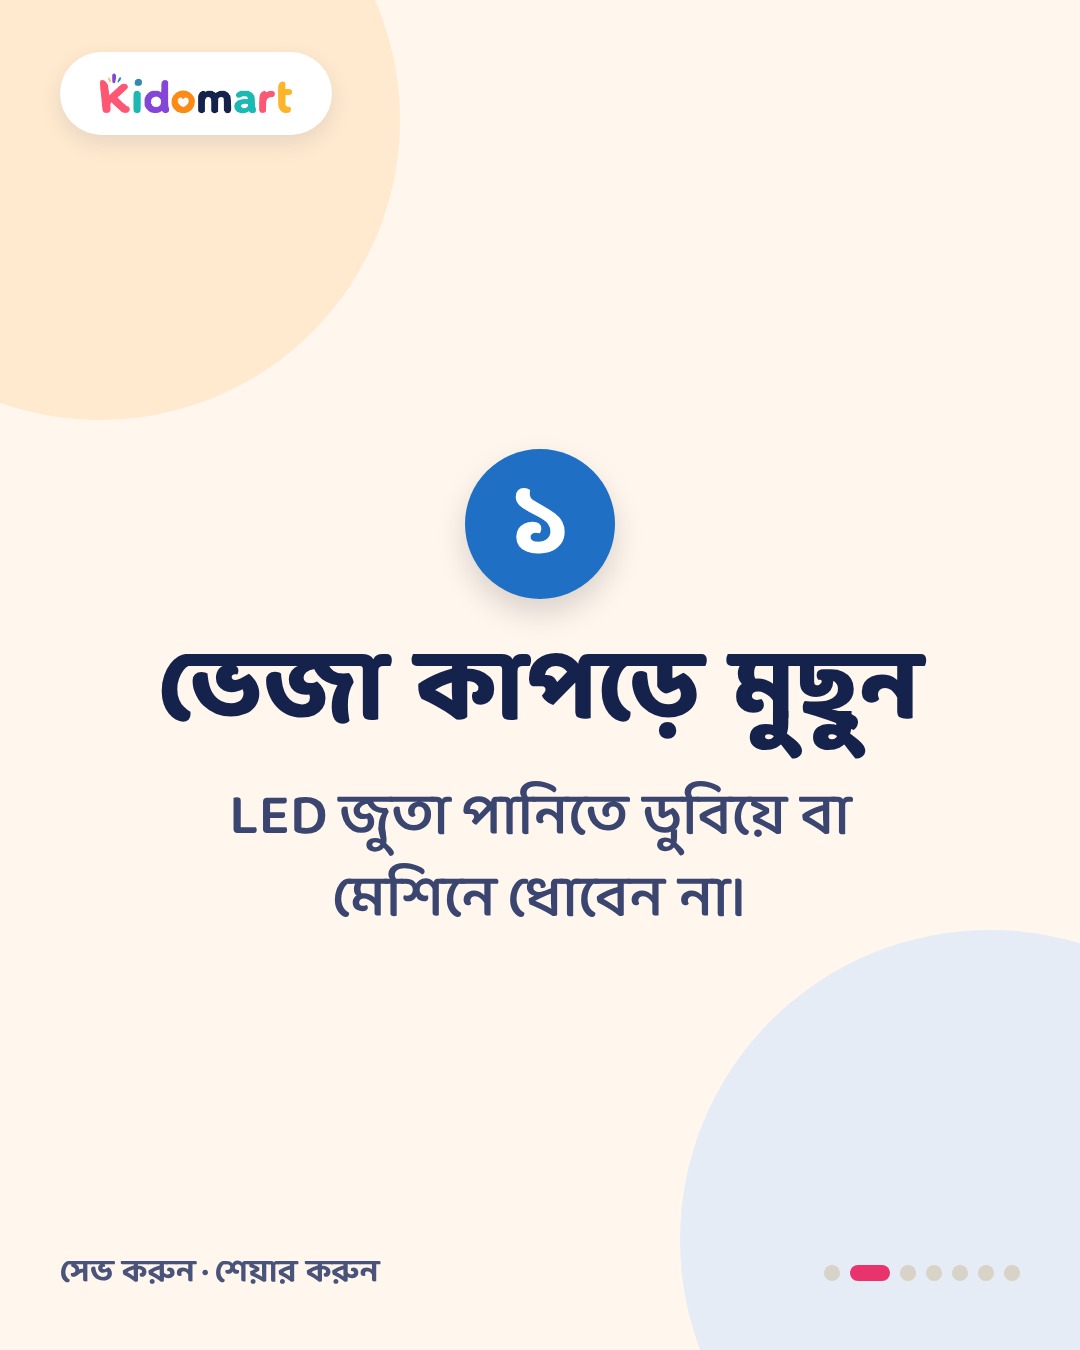 Kidomart
১
ভেজা কাপড়ে মুছুন
LED জুতা পানিতে ডুবিয়ে বা
মেশিনে ধোবেন না।
সেভ করুন · শেয়ার করুন